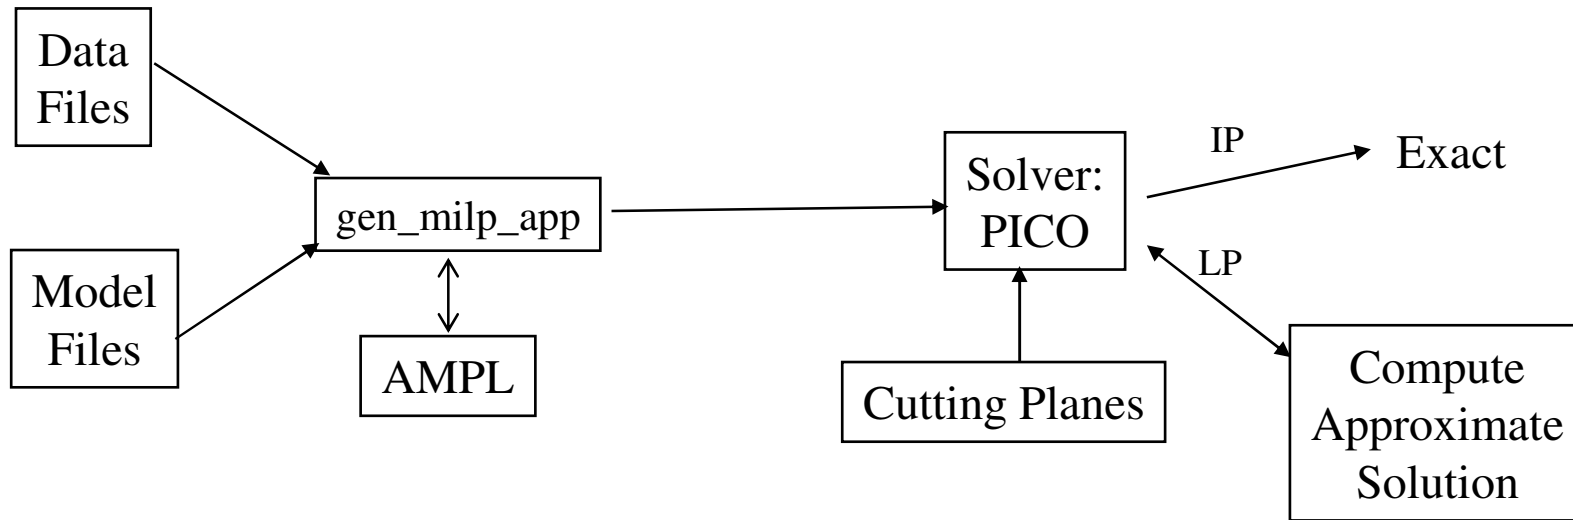 Data
Files
Model
Files
gen_milp_app
AMPL
Solver:
PICO
Cutting Planes
IP
Exact
LP
Compute
Approximate
Solution